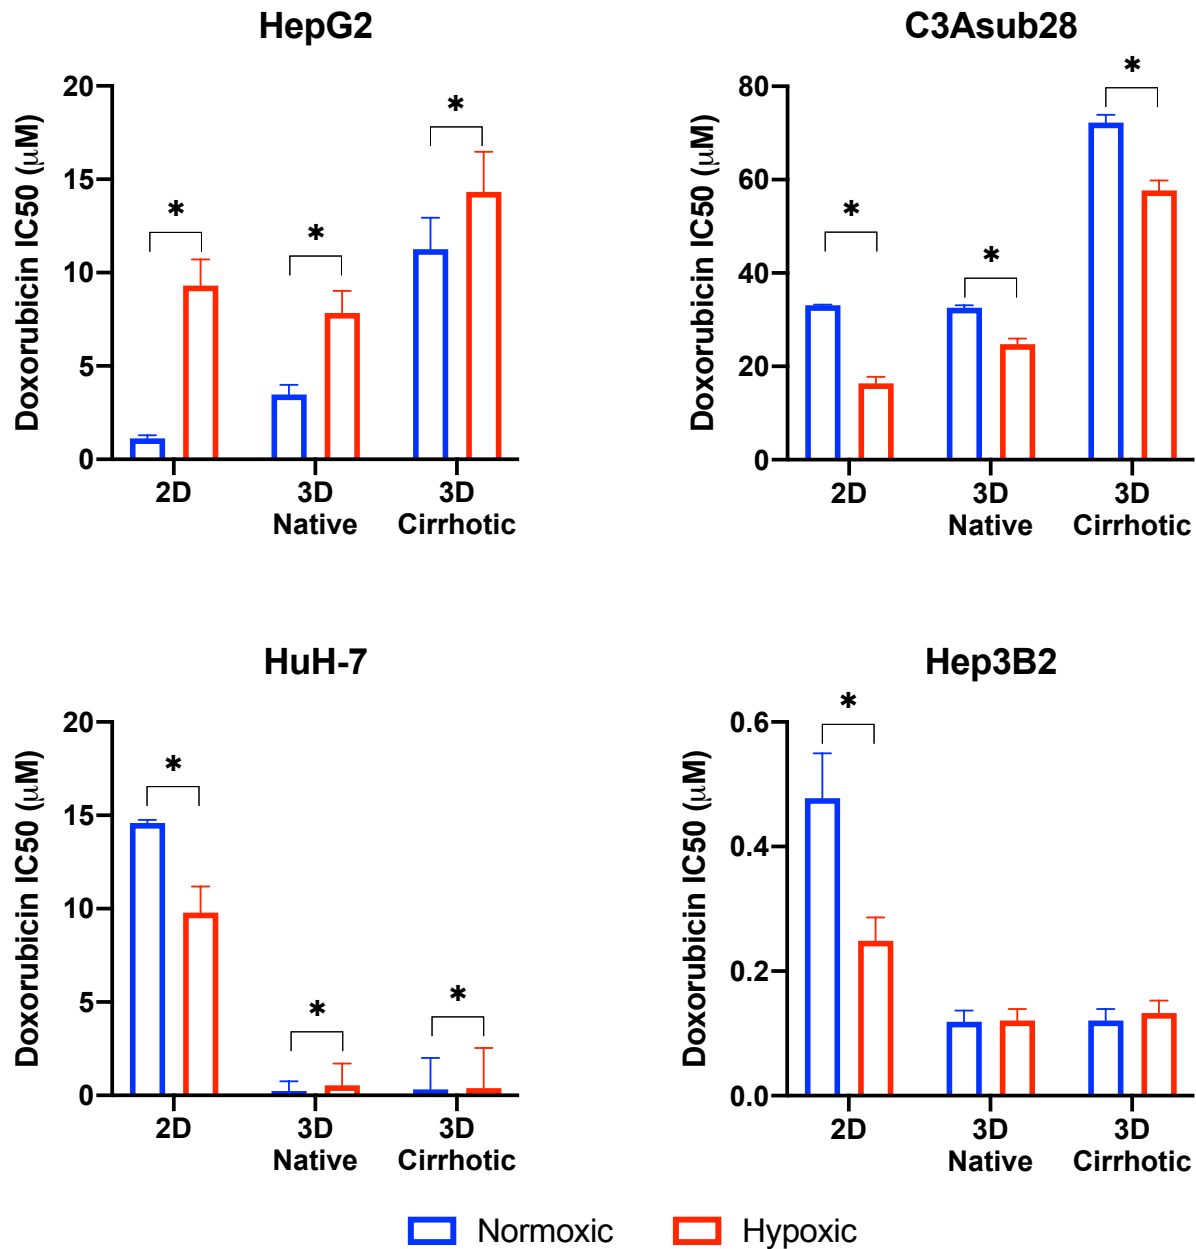 HepG2
Doxorubicin IC50 (μM)
20
15
10
5
0
*
*
*
2D
3D
Native
3D
Cirrhotic
C3Asub28
Doxorubicin IC50 (μM)
80
60
40
20
0
*
*
*
2D
3D
Native
3D
Cirrhotic
HuH-7
Doxorubicin IC50 (μM)
20
15
10
5
0
*
*
*
2D
3D
Native
3D
Cirrhotic
Hep3B2
Doxorubicin IC50 (μM)
0.6
0.4
0.2
0.0
*
2D
3D
Native
3D
Cirrhotic
Normoxic
Hypoxic